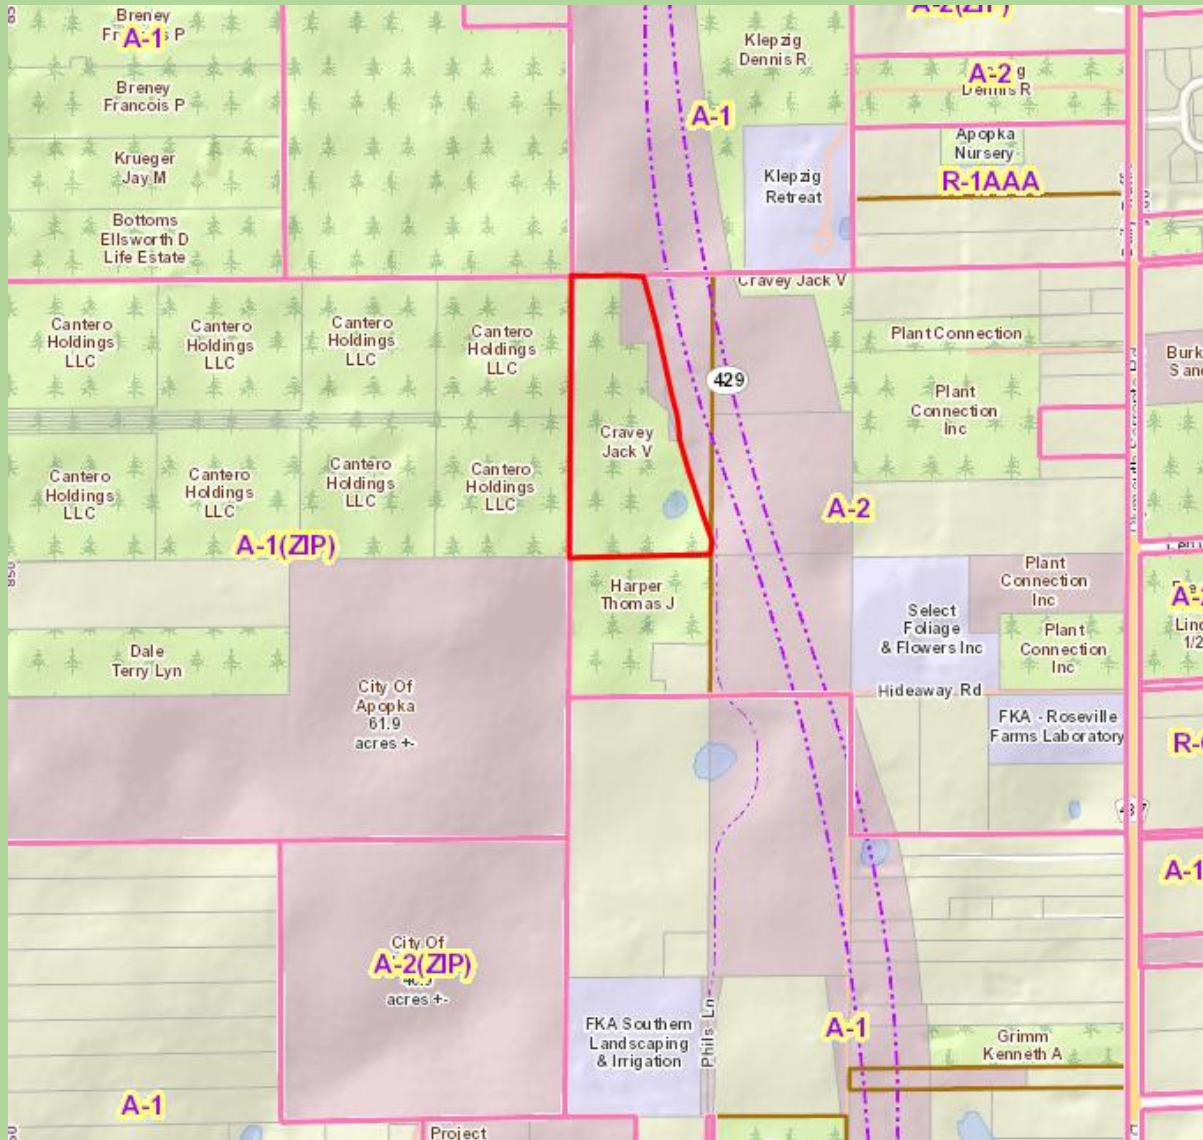 Breney
A-1
Breney
Francois P
Krueger
Jay M
Bottoms
Ellsworth D
Life Estate
Klepzig
Dennis R
A-1
Klepzig
Retreat
A-2
Dennis R
Apopka
Nursery
R-1AAA
Cravey Jack V
Cantero
Holdings
LLC
Cantero
Holdings
LLC
Cantero
Holdings
LLC
Cantero
Holdings
LLC
Plant Connection
429
Plant
Connection
Inc
Cravey
Jack V
Cantero
Holdings
LLC
Cantero
Holdings
LLC
Cantero
Holdings
LLC
Cantero
Holdings
LLC
A-2
A-1(ZIP)
Harper
Thomas J
Plant
Connection
Inc
Select
Foliage
& Flowers Inc
Plant
Connection
Inc
Dale
Terry Lyn
City Of
Apopka
61.9
acres +-
Hideaway Rd
FKA - Roseville
Farms Laboratory
City Of
A-2(ZIP)
acres +-
FKA Southern
Landscaping
& Irrigation
Phils Ln
A-1
Grimm
Kenneth A
A-1
A-1
Project